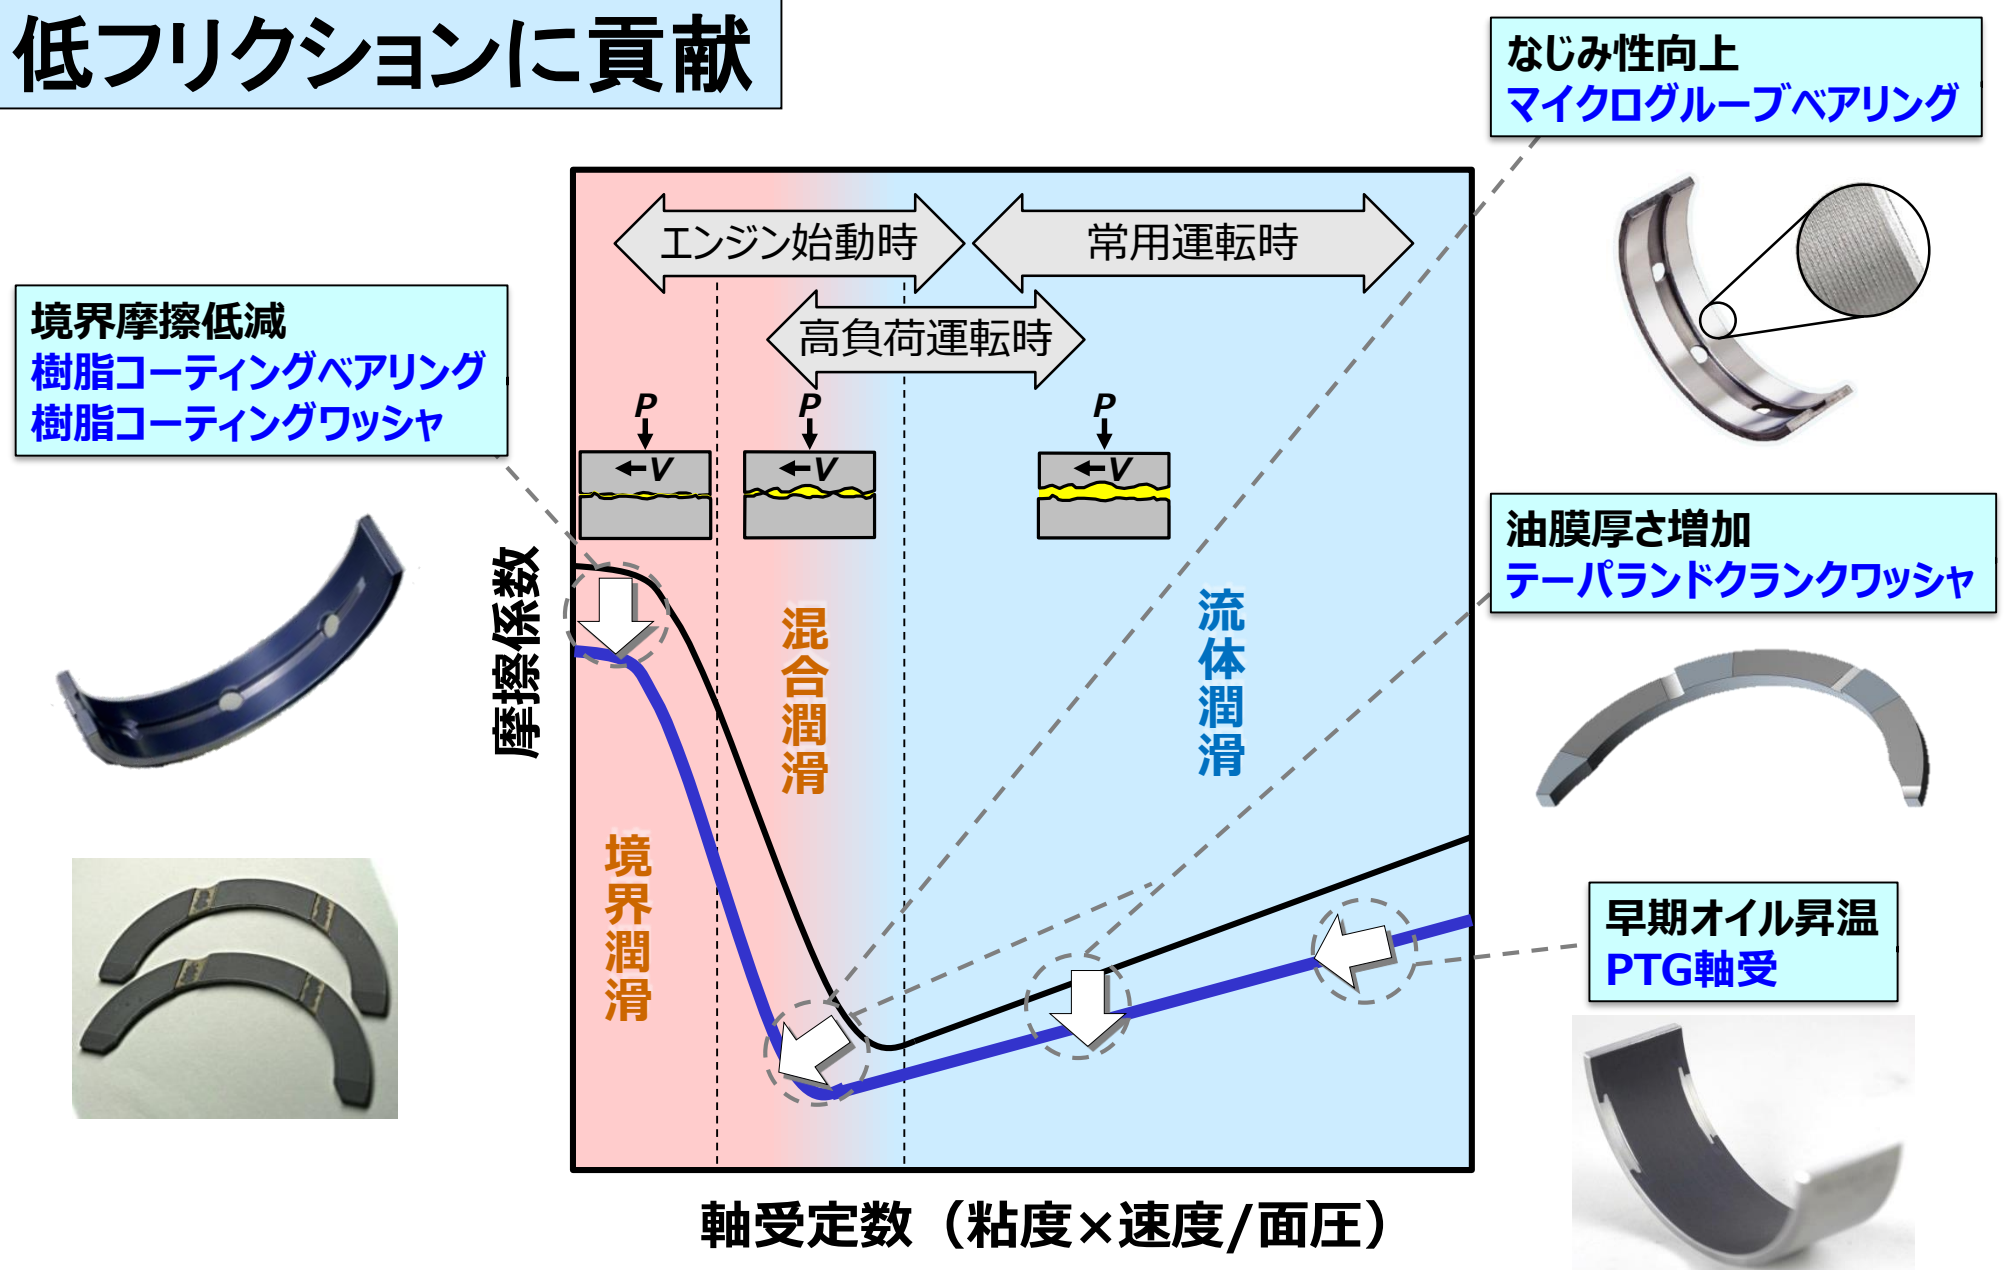 低フリクションに貢献
なじみ性向上
マイクログルーブベアリング
エンジン始動時
常用運転時
高負荷運転時
境界摩擦低減
樹脂コーティングベアリング
樹脂コーティングワッシャ
P
V
P
V
P
V
油膜厚さ増加
テーパランドクランクワッシャ
摩擦係数
境界潤滑
混合潤滑
流体潤滑
早期オイル昇温
PTG軸受
軸受定数（粘度×速度/面圧）